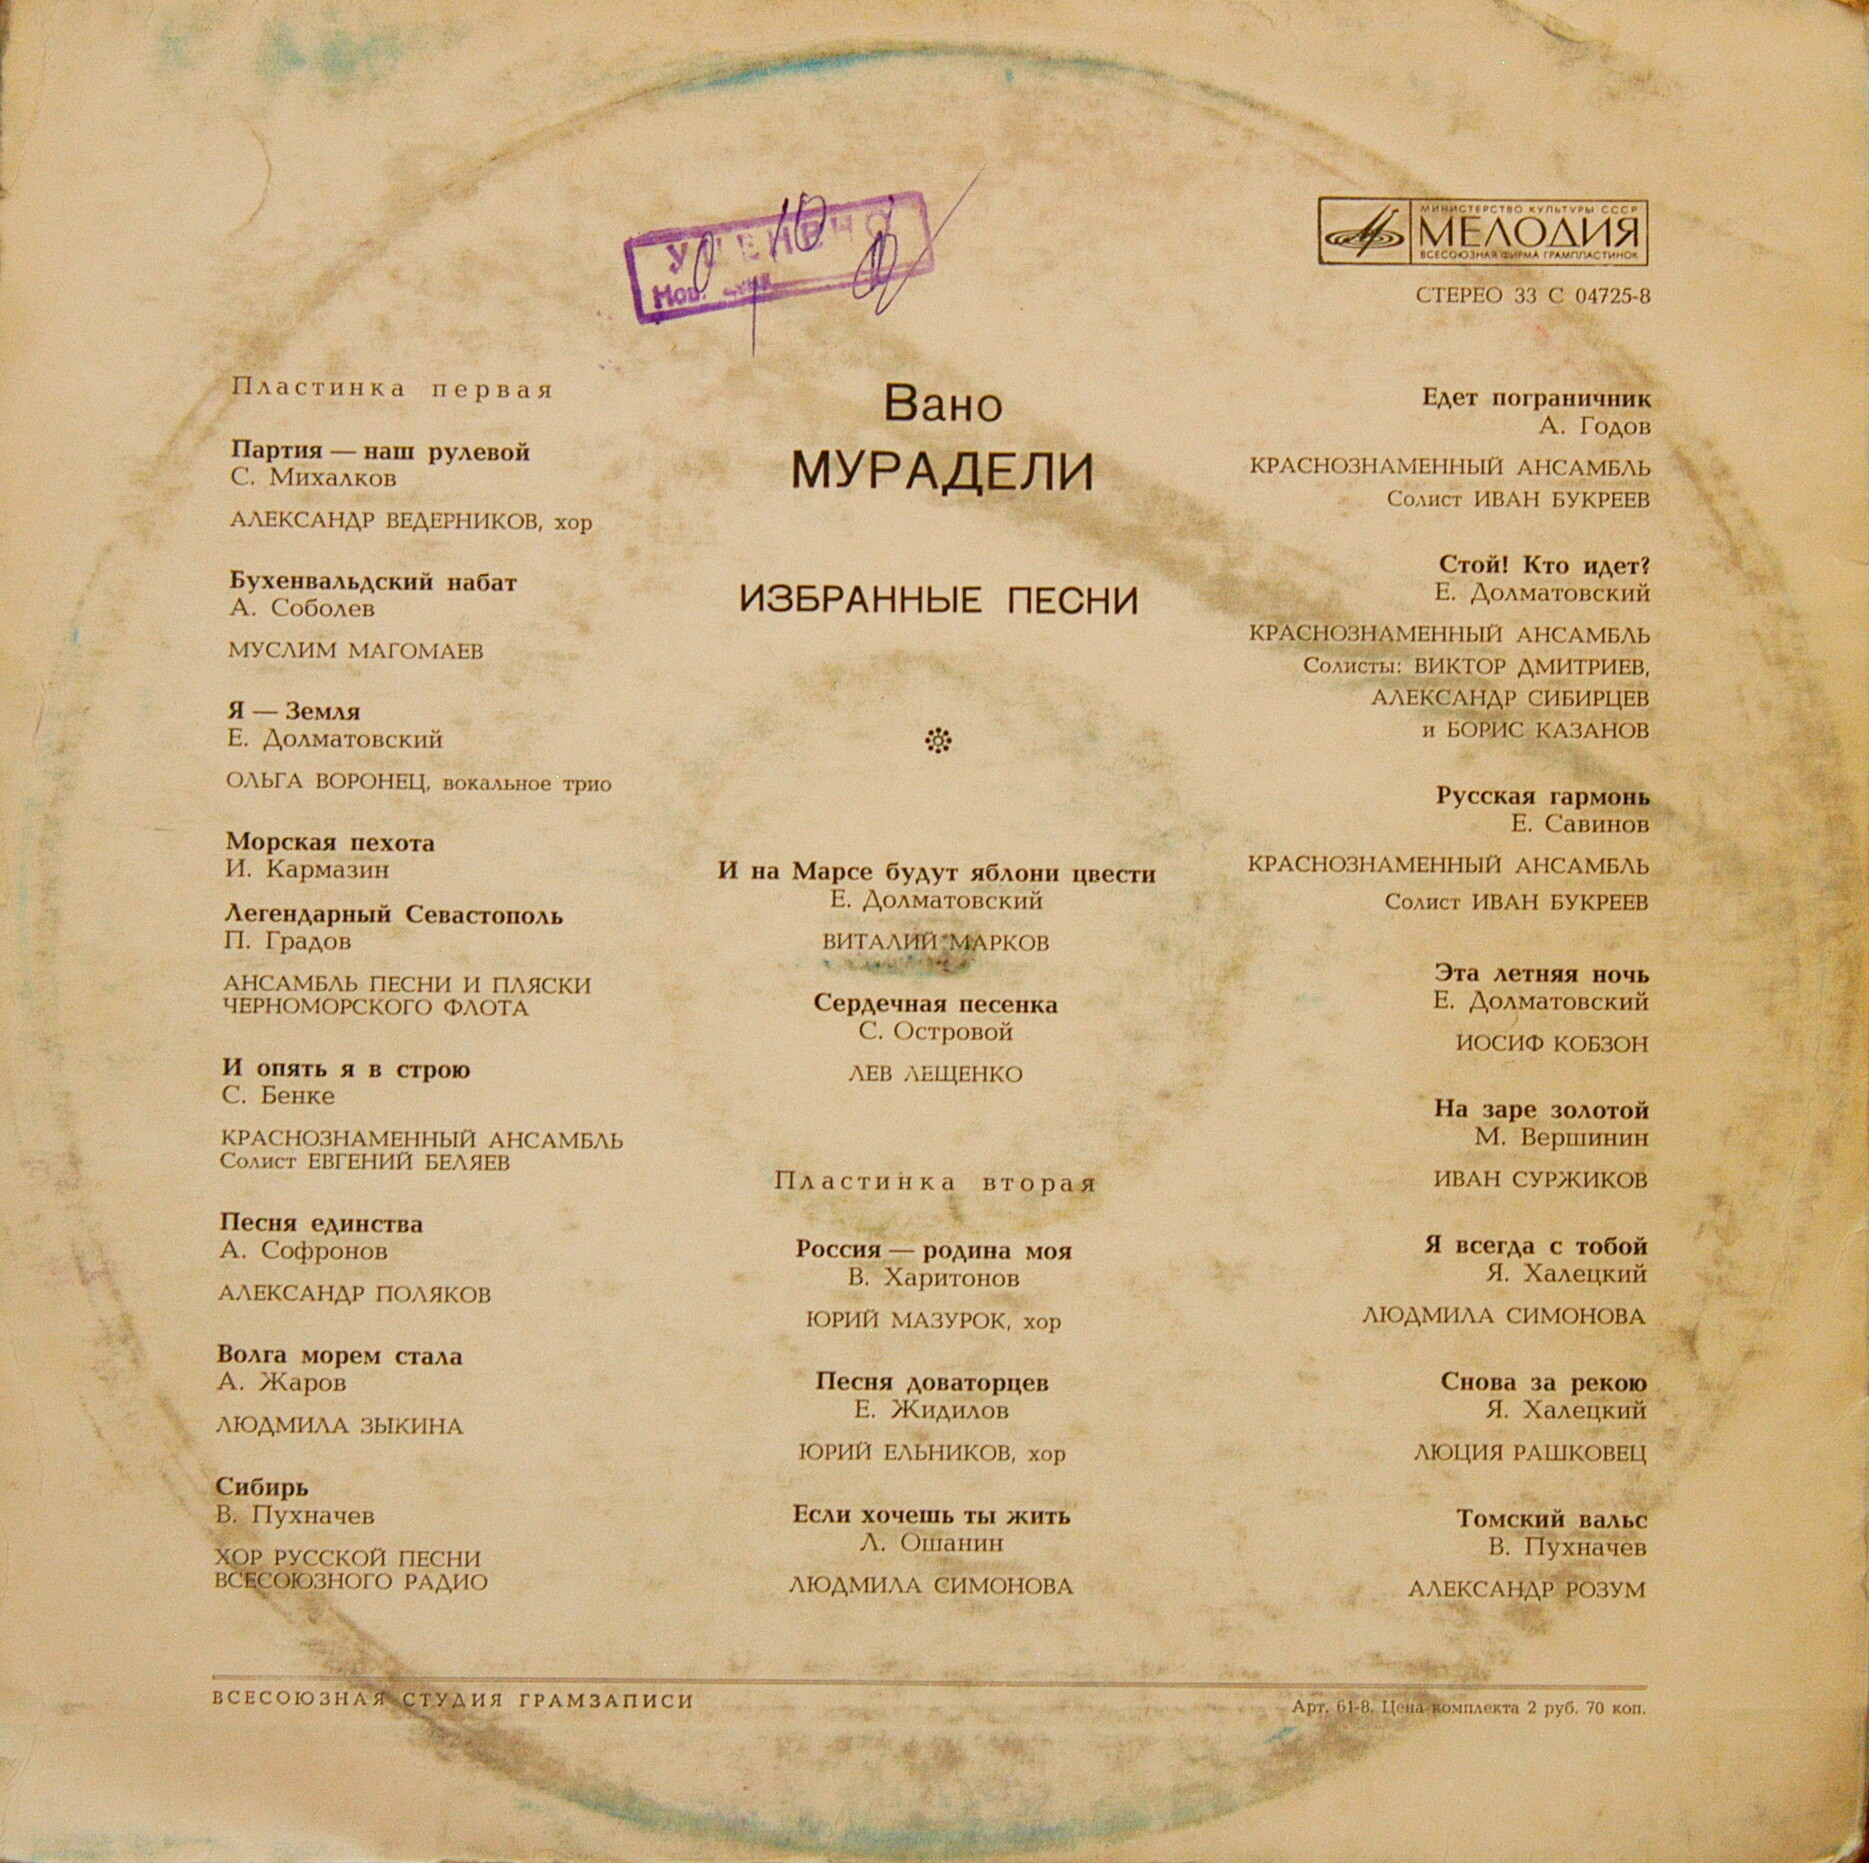 УЦЕНЕНО
Нов.
МИНИСТЕРСТВО КУЛЬТУРЫ СССР
МЕЛОДИЯ
ВСЕСОЮЗНАЯ ФИРМА ГРАМПЛАСТИНОК
СТЕРЕО 33 С 04725-8
Вано
МУРАДЕЛИ
ИЗБРАННЫЕ ПЕСНИ
Пластинка первая
Партия — наш рулевой
С. Михалков
АЛЕКСАНДР ВЕДЕРНИКОВ, хор
Бухенвальдский набат
А. Соболев
МУСЛИМ МАГОМАЕВ
Я — Земля
Е. Долматовский
ОЛЬГА ВОРОНЕЦ, вокальное трио
Морская пехота
И. Кармазин
Легендарный Севастополь
П. Градов
АНСАМБЛЬ ПЕСНИ И ПЛЯСКИ
ЧЕРНОМОРСКОГО ФЛОТА
И опять я в строю
С. Бенке
КРАСНОЗНАМЕННЫЙ АНСАМБЛЬ
Солист ЕВГЕНИЙ БЕЛЯЕВ
Песня единства
А. Софронов
АЛЕКСАНДР ПОЛЯКОВ
Волга морем стала
А. Жаров
ЛЮДМИЛА ЗЫКИНА
Сибирь
В. Пухначев
ХОР РУССКОЙ ПЕСНИ
ВСЕСОЮЗНОГО РАДИО
И на Марсе будут яблони цвести
Е. Долматовский
ВИТАЛИЙ МАРКОВ
Сердечная песенка
С. Островой
ЛЕВ ЛЕЩЕНКО
Пластинка вторая
Россия — родина моя
В. Харитонов
ЮРИЙ МАЗУРОК, хор
Песня доваторцев
Е. Жидилов
ЮРИЙ ЕЛЬНИКОВ, хор
Если хочешь ты жить
Л. Ошанин
ЛЮДМИЛА СИМОНОВА
Едет пограничник
А. Годов
КРАСНОЗНАМЕННЫЙ АНСАМБЛЬ
Солист ИВАН БУКРЕЕВ
Стой! Кто идет?
Е. Долматовский
КРАСНОЗНАМЕННЫЙ АНСАМБЛЬ
Солисты: ВИКТОР ДМИТРИЕВ,
АЛЕКСАНДР СИБИРЦЕВ
и БОРИС КАЗАНОВ
Русская гармонь
Е. Савинов
КРАСНОЗНАМЕННЫЙ АНСАМБЛЬ
Солист ИВАН БУКРЕЕВ
Эта летняя ночь
Е. Долматовский
ИОСИФ КОБЗОН
На заре золотой
М. Вершинин
ИВАН СУРЖИКОВ
Я всегда с тобой
Я. Халецкий
ЛЮДМИЛА СИМОНОВА
Снова за рекою
Я. Халецкий
ЛЮЦИЯ РАШКОВЕЦ
Томский вальс
В. Пухначев
АЛЕКСАНДР РОЗУМ
ВСЕСОЮЗНАЯ СТУДИЯ ГРАМЗАПИСИ
Арт. 61-8. Цена комплекта 2 руб. 70 коп.